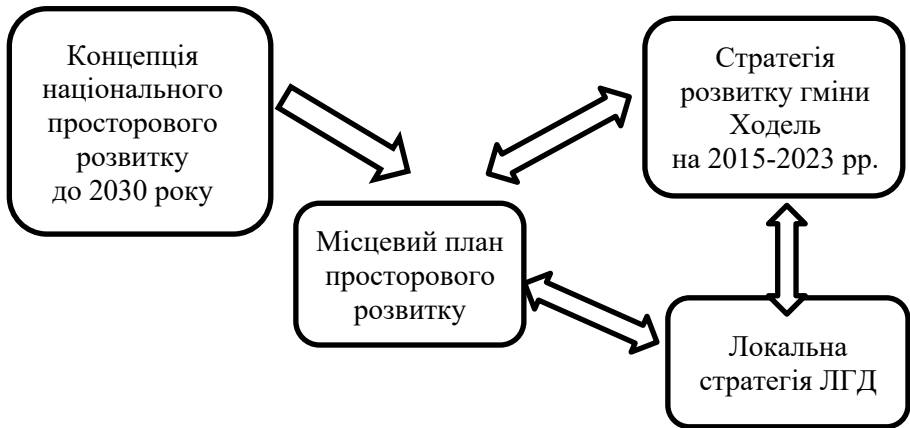 Концепція
національного
просторового
розвитку
до 2030 року
Стратегія
розвитку гміни
Ходель
на 2015-2023 рр.
Місцевий план
просторового
розвитку
Локальна
стратегія ЛГД